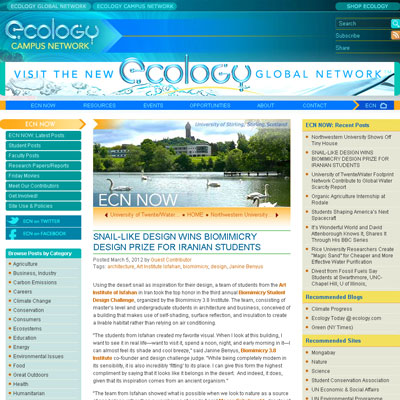 ECOLOGY GLOBAL NETWORK
ECOLOGY CAMPUS NETWORK
SHOP ECOLOGY
ecology
CAMPUS NETWORK
Search
Subscribe
Share
VISIT THE NEW ecology GLOBAL NETWORK
ECN NOW
RESOURCES
EVENTS
OPPORTUNITIES
ABOUT
CONTACT
ECN
ECN NOW
ECN NOW: Latest Posts
Student Posts
Faculty Posts
Research Papers/Reports
Friday Movies
Meet Our Contributors
Get Involved!
Site Use & Policies
ECN on TWITTER
ECN on FACEBOOK
Browse Posts by Category
Agriculture
Business, Industry
Carbon Emissions
Careers
Climate Change
Conservation
Consumers
Ecosystems
Education
Energy
Environmental Issues
Food
Great Outdoors
Health
Humanitarian
University of Stirling, Stirling, Scotland
ECN NOW
University of Twente/Water...
HOME
Northwestern University...
SNAIL-LIKE DESIGN WINS BIOMIMICRY
DESIGN PRIZE FOR IRANIAN STUDENTS
Posted March 5, 2012 by Guest Contributor
Tags: architecture, Art Institute Isfahan, biomimicry, design, Janine Benyus
Using the desert snail as inspiration for their design, a team of students from the Art
Institute of Isfahan in Iran took the top honor in the third annual Biomimicry Student
Design Challenge, organized by the Biomimicry 3.8 Institute. The team, consisting of
master's level and undergraduate students in architecture and business, conceived of
a building that makes use of self-shading, surface reflection, and insulation to create
a livable habitat rather than relying on air conditioning.
"The students from Isfahan created my favorite visual. When I look at this building, I
want to see it in real life—want to visit it, spend a noon, night, and early morning in it—I
can almost feel its shade and cool breeze," said Janine Benyus, Biomimicry 3.8
Institute co-founder and design challenge judge. "While being completely modern in
its sensibility, it is also incredibly 'fitting' to its place. I can give this form the highest
compliment by saying that it looks like it belongs in the desert. And indeed, it does,
given that its inspiration comes from an ancient organism."
"The team from Isfahan showed what is possible when we look to nature as a source
ECN NOW: Recent Posts
Northwestern University Shows Off
Tiny House
SNAIL-LIKE DESIGN WINS
BIOMIMICRY DESIGN PRIZE FOR
IRANIAN STUDENTS
University of Twente/Water Footprint
Network Contribute to Global Water
Scarcity Report
Organic Agriculture Internship at
Rodale
Students Shaping America's Next
Spacecraft
It's Wonderful World and David
Attenborough Knows It, Shares It
Through His BBC Series
Rice University Researchers Create
"Magic Sand" for Cheaper and More
Effective Water Purification
Divest from Fossil Fuels Say
Students at Swarthmore, UNC-
Chapel Hill, U of Illinois,
Recommended Blogs
Climate Progress
Ecology Today @ ecology.com
Green (NY Times)
Recommended Sites
Mongabay
Nature
Science
Student Conservation Association
UN Economic & Social Affairs
UN Environmental Programme